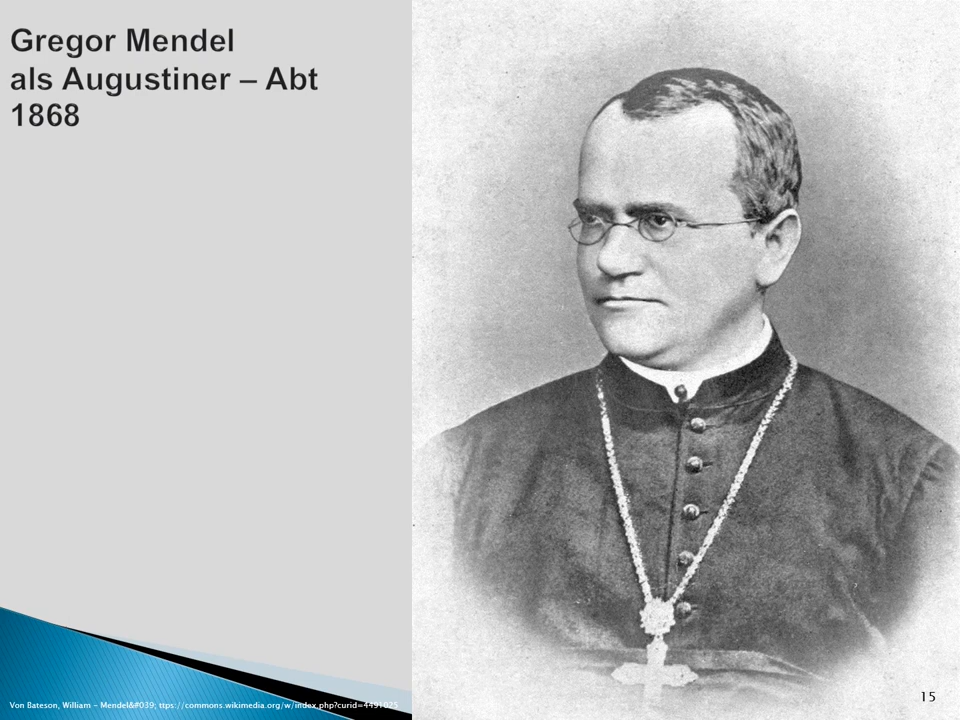 Gregor Mendel
als Augustiner – Abt
1868
Von Bateson, William - Mendel&#039; ttps://commons.wikimedia.org/w/index.php?curid=4491025
15